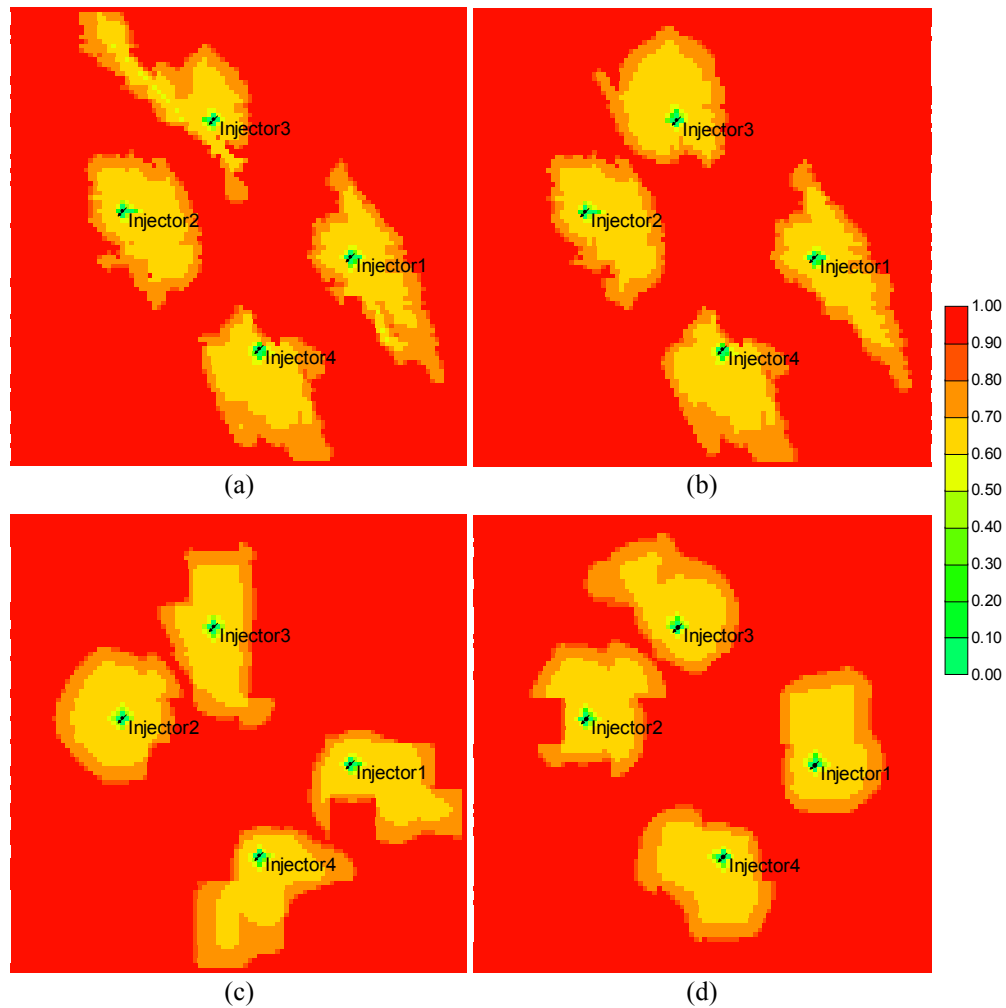 Injector3
Injector2
Injector1
Injector4
(a)
Injector3
Injector2
Injector1
Injector4
(b)
Injector3
Injector2
Injector1
Injector4
(c)
Injector3
Injector2
Injector1
Injector4
(d)
1.00
0.90
0.80
0.70
0.60
0.50
0.40
0.30
0.20
0.10
0.00